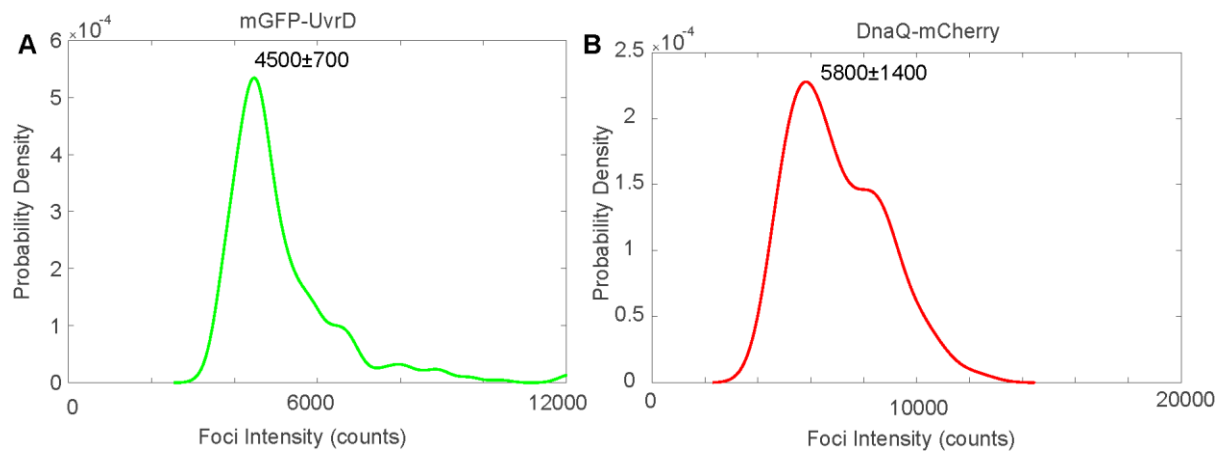 A
mGFP-UvrD
×10⁻⁴
4500±700
6
5
4
3
2
1
0
Probability Density
0
6000
12000
Foci Intensity (counts)
B
DnaQ-mCherry
×10⁻⁴
5800±1400
2.5
2
1.5
1
0.5
0
Probability Density
0
10000
20000
Foci Intensity (counts)